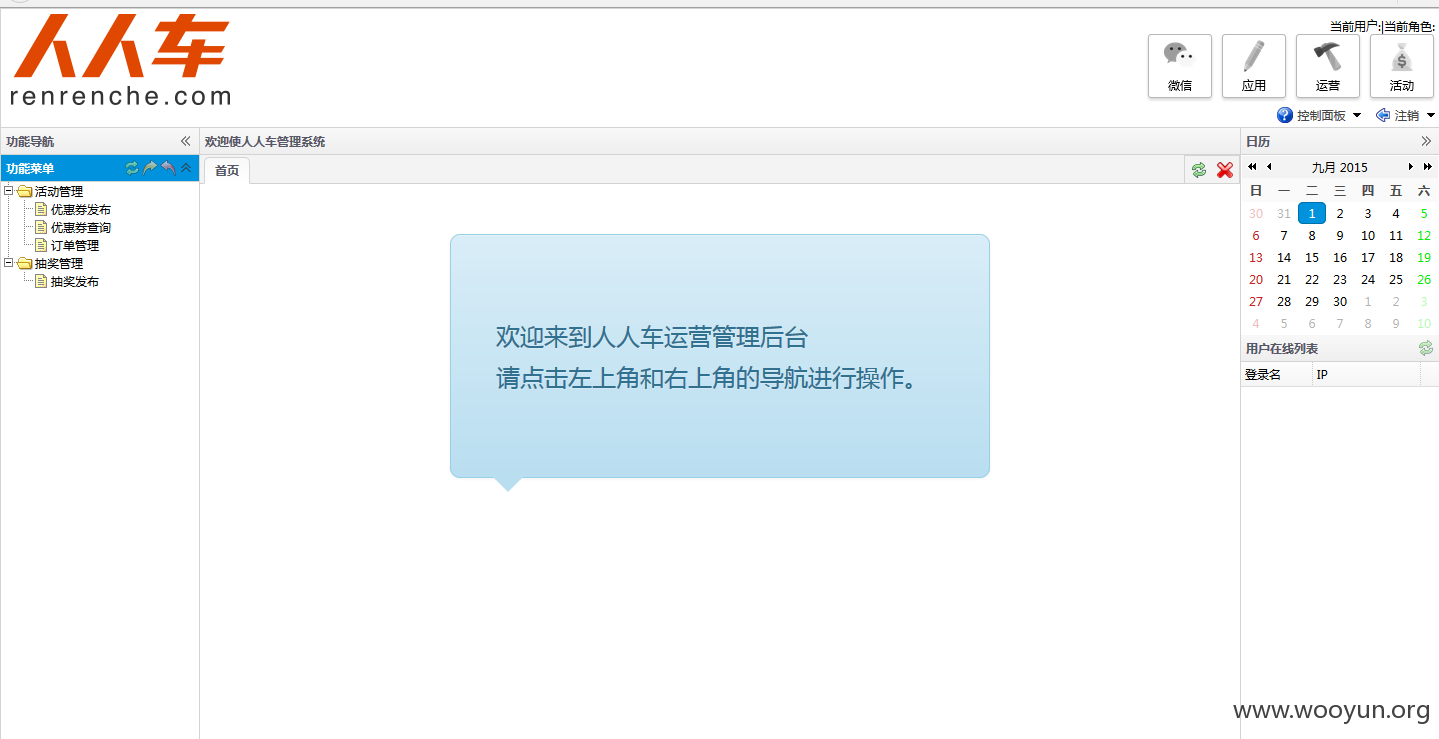 人人车
renrenche.com
当前用户:|当前角色:
微信
应用
运营
活动
控制面板
注销
功能导航
欢迎使人人车管理系统
日历
功能菜单
首页
活动管理
优惠券发布
优惠券查询
订单管理
抽奖管理
抽奖发布
欢迎来到人人车运营管理后台
请点击左上角和右上角的导航进行操作。
九月 2015
日 一 二 三 四 五 六
30 31 1 2 3 4 5
6 7 8 9 10 11 12
13 14 15 16 17 18 19
20 21 22 23 24 25 26
27 28 29 30 1 2 3
4 5 6 7 8 9 10
用户在线列表
登录名 IP
www.wooyun.org